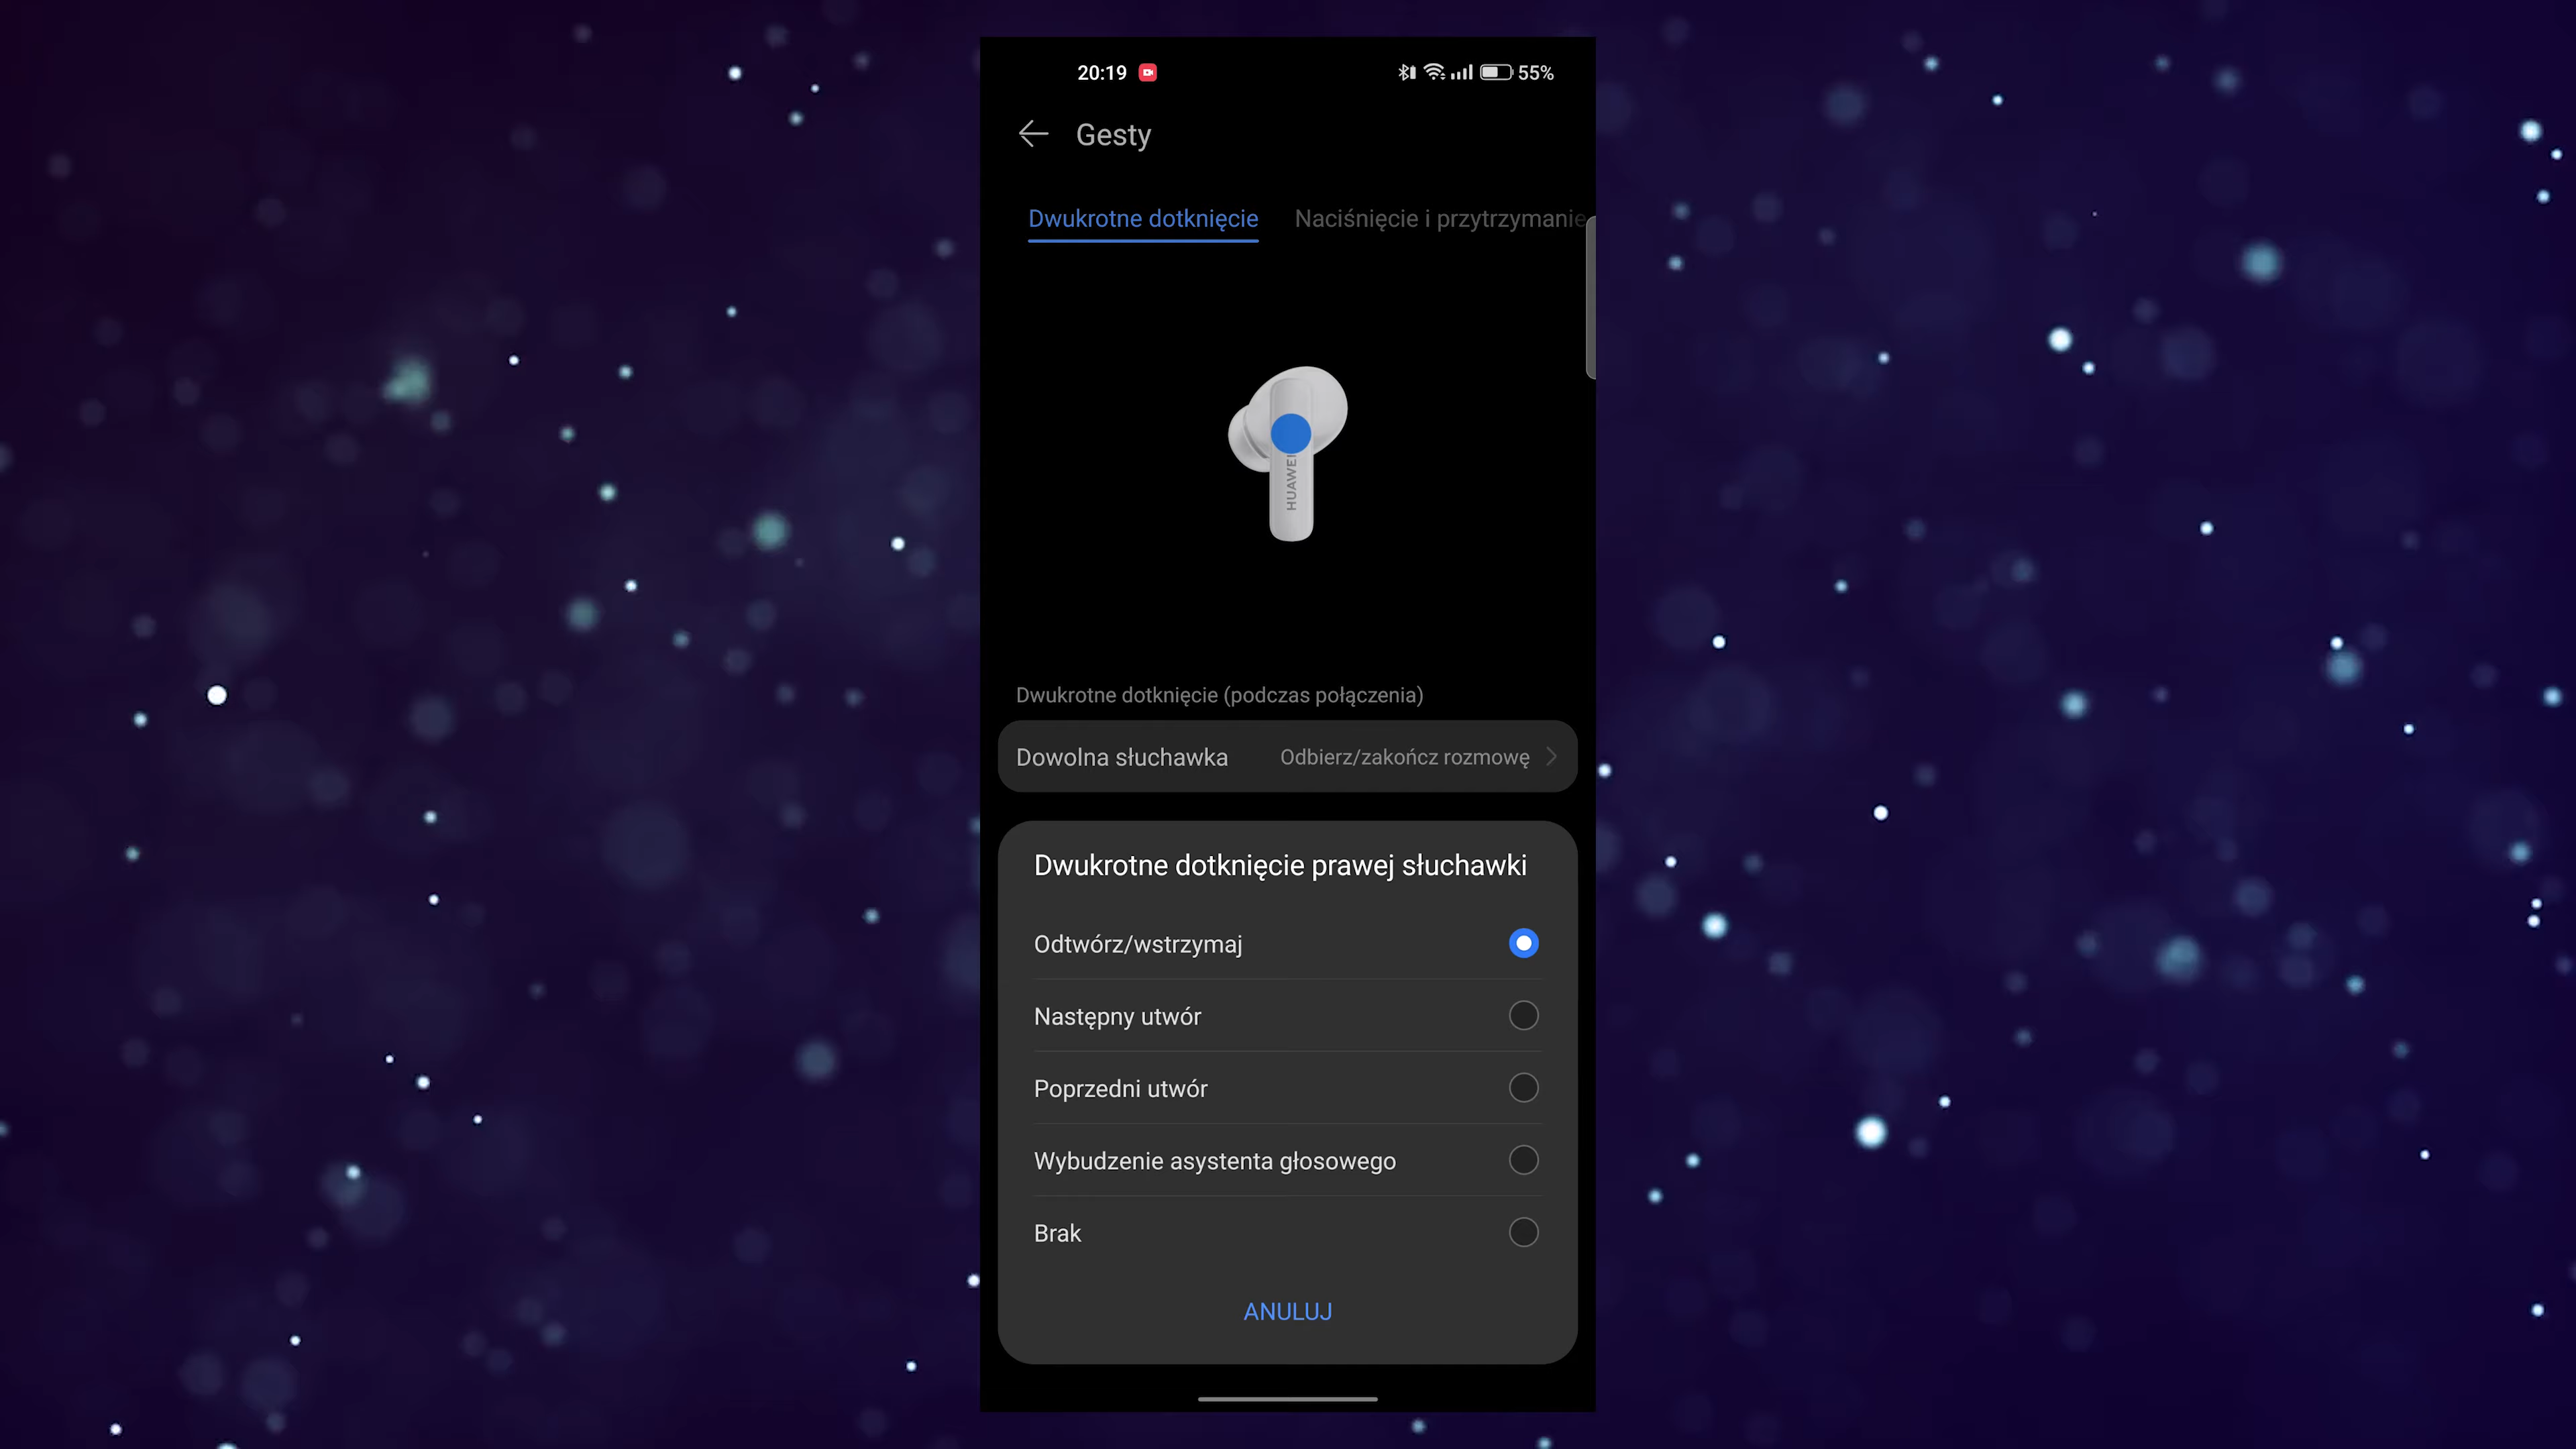 20:19
55%
Gesty
Dwukrotne dotknięcie
Naciśnięcie i przytrzymanie
HUAWEI
Dwukrotne dotknięcie (podczas połączenia)
Dowolna słuchawka
Odbierz/zakończ rozmowę
Dwukrotne dotknięcie prawej słuchawki
Odtwórz/wstrzymaj
Następny utwór
Poprzedni utwór
Wybudzenie asystenta głosowego
Brak
ANULUJ